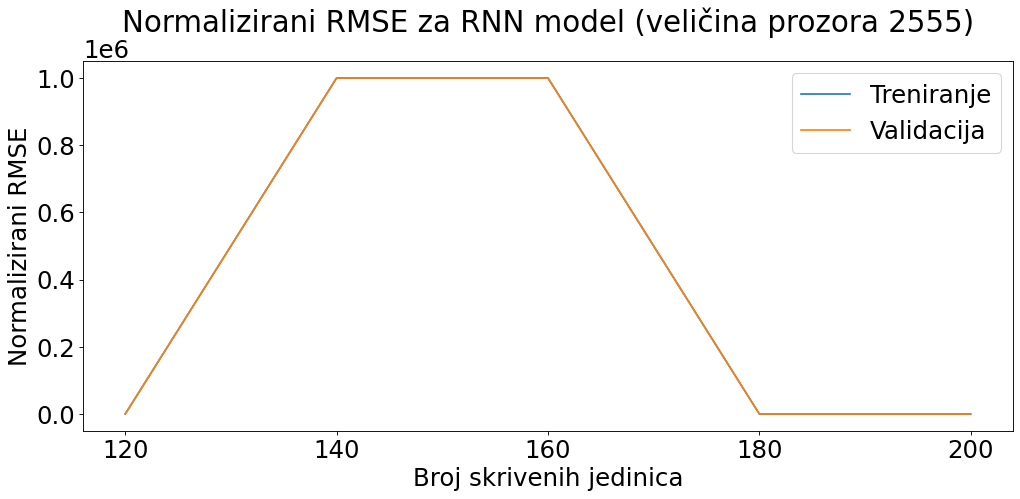 Normalizirani RMSE za RNN model (veličina prozora 2555)
1e6
1.0
0.8
0.6
0.4
0.2
0.0
Normalizirani RMSE
Treniranje
Validacija
120 140 160 180 200
Broj skrivenih jedinica